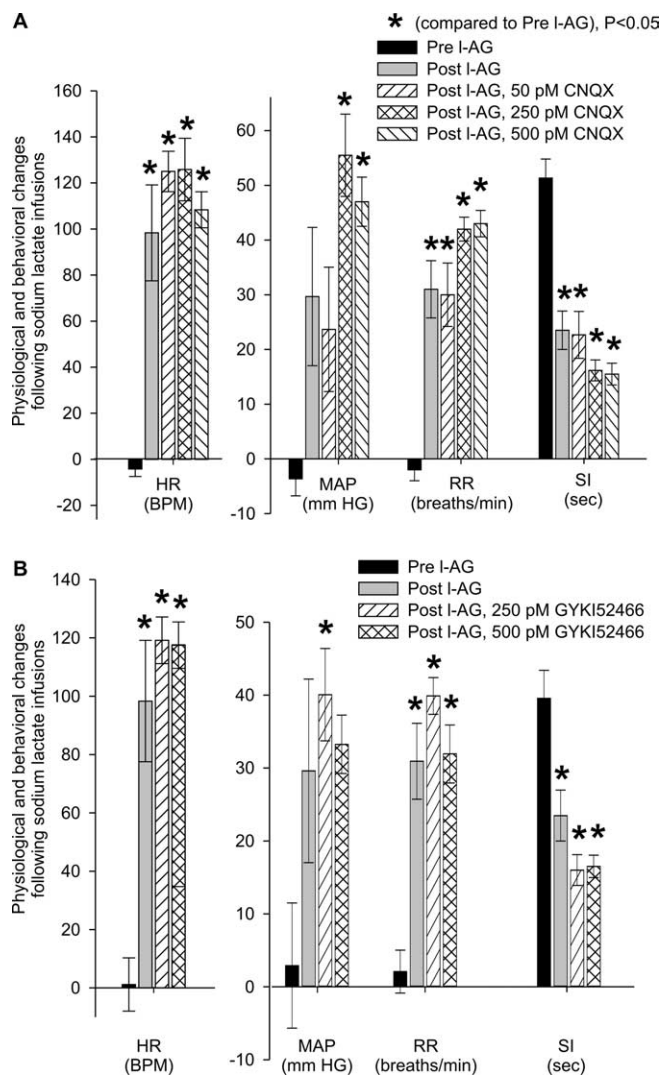 A
* (compared to Pre l-AG), P<0.05
Pre l-AG
Post l-AG
Post l-AG, 50 pM CNQX
Post l-AG, 250 pM CNQX
Post l-AG, 500 pM CNQX
Physiological and behavioral changes
following sodium lactate infusions
160
140
120
100
80
60
40
20
0
-20
60
50
40
30
20
10
0
-10
* * * *
* *
** * *
** * *
HR
(BPM)
MAP
(mm HG)
RR
(breaths/min)
SI
(sec)
B
Pre l-AG
Post l-AG
Post l-AG, 250 pM GYKI52466
Post l-AG, 500 pM GYKI52466
Physiological and behavioral changes
following sodium lactate infusions
140
120
100
80
60
40
20
0
50
40
30
20
10
0
-10
* * *
*
* * *
* * *
HR
(BPM)
MAP
(mm HG)
RR
(breaths/min)
SI
(sec)